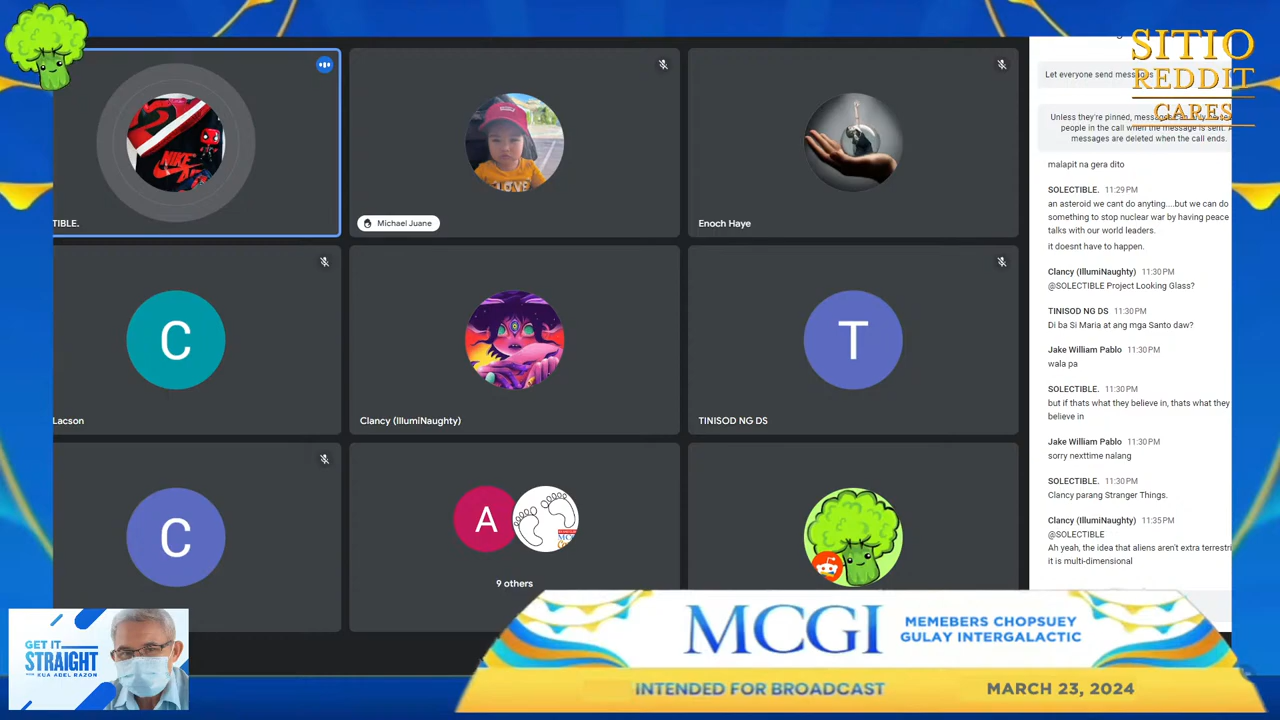 SITIO
REDDIT
CARES
Let everyone send messages
Unless they're pinned, messages can only be
people in the call when the message is sent.
messages are deleted when the call ends.
malapit na gera dito
SOLECTIBLE. 11:29 PM
an asteroid we cant do anyting....but we can do
something to stop nuclear war by having peace
talks with our world leaders.
it doesnt have to happen.
Clancy (IllumiNaughty) 11:30 PM
@SOLECTIBLE Project Looking Glass?
TINISOD NG DS 11:30 PM
Di ba Si Maria at ang mga Santo daw?
Jake William Pablo 11:30 PM
wala pa
SOLECTIBLE. 11:30 PM
but if thats what they believe in, thats what they
believe in
Jake William Pablo 11:30 PM
sorry nexttime nalang
SOLECTIBLE. 11:30 PM
Clancy parang Stranger Things.
Clancy (IllumiNaughty) 11:35 PM
@SOLECTIBLE
Ah yeah, the idea that aliens aren't extra terrestri
it is multi-dimensional
NIKE
TIBLE.
Michael Juane
Enoch Haye
C
Lacson
Clancy (IllumiNaughty)
T
TINISOD NG DS
C
A
9 others
GET IT
STRAIGHT
WITH KUA ADEL RAZON
MCGI
MEMEBERS CHOPSUEY
GULAY INTERGALACTIC
INTENDED FOR BROADCAST
MARCH 23, 2024